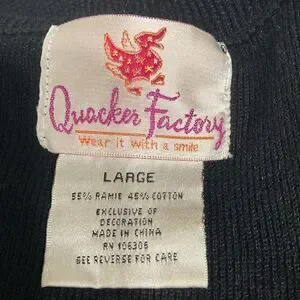 Quacker Factory
Wear it with a smile
LARGE
55% RAMIE 45% COTTON
EXCLUSIVE OF
DECORATION
MADE IN CHINA
RN 106306
SEE REVERSE FOR CARE